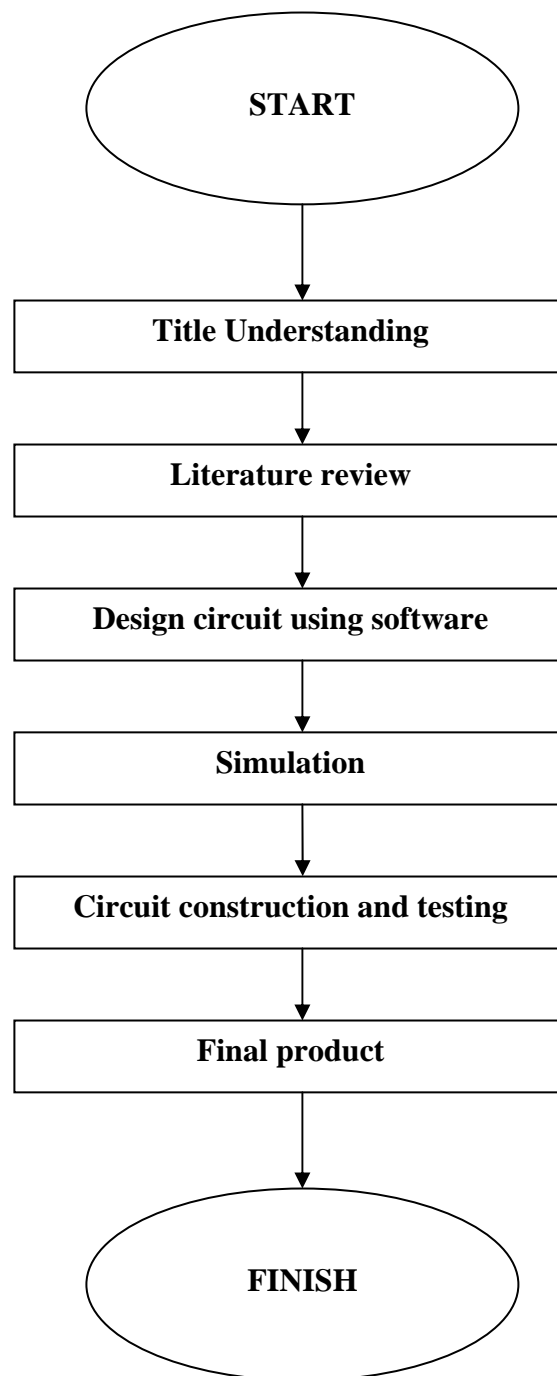 START
Title Understanding
Literature review
Design circuit using software
Simulation
Circuit construction and testing
Final product
FINISH